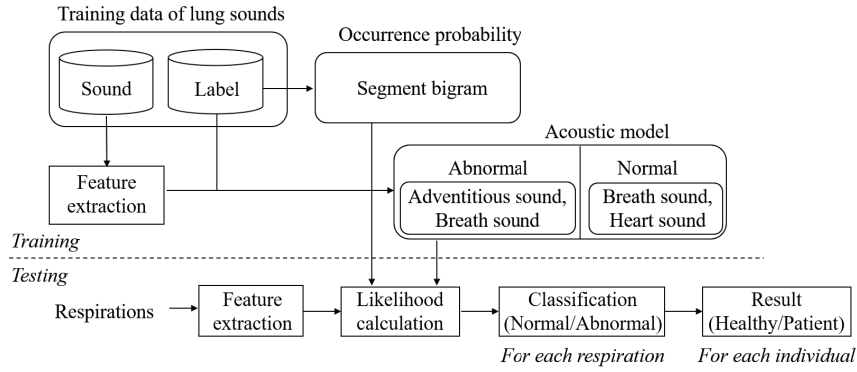 Training data of lung sounds
Occurrence probability
Sound
Label
Segment bigram
Acoustic model
Feature
extraction
Abnormal
Adventitious sound,
Breath sound
Normal
Breath sound,
Heart sound
Training
Testing
Respirations
Feature
extraction
Likelihood
calculation
Classification
(Normal/Abnormal)
Result
(Healthy/Patient)
For each respiration
For each individual